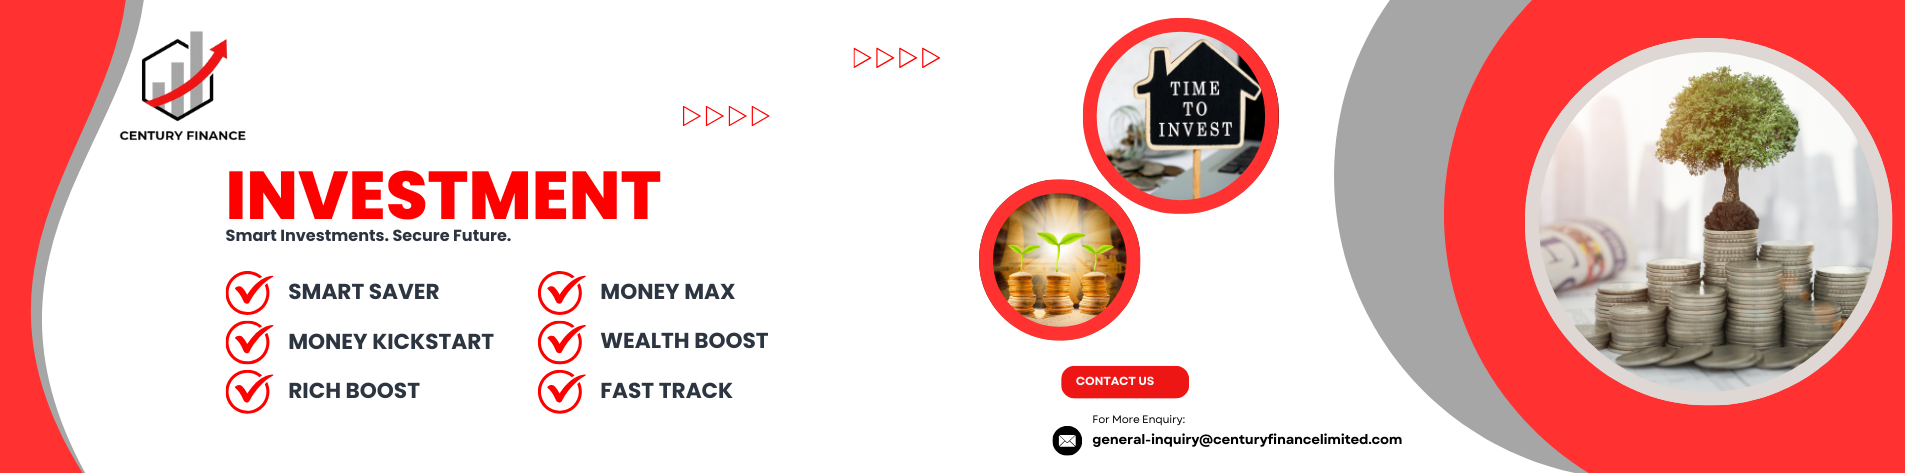 CENTURY FINANCE
TIME
TO
INVEST
INVESTMENT
Smart Investments. Secure Future.
SMART SAVER
MONEY KICKSTART
RICH BOOST
MONEY MAX
WEALTH BOOST
FAST TRACK
CONTACT US
For More Enquiry:
general-inquiry@centuryfinancelimited.com